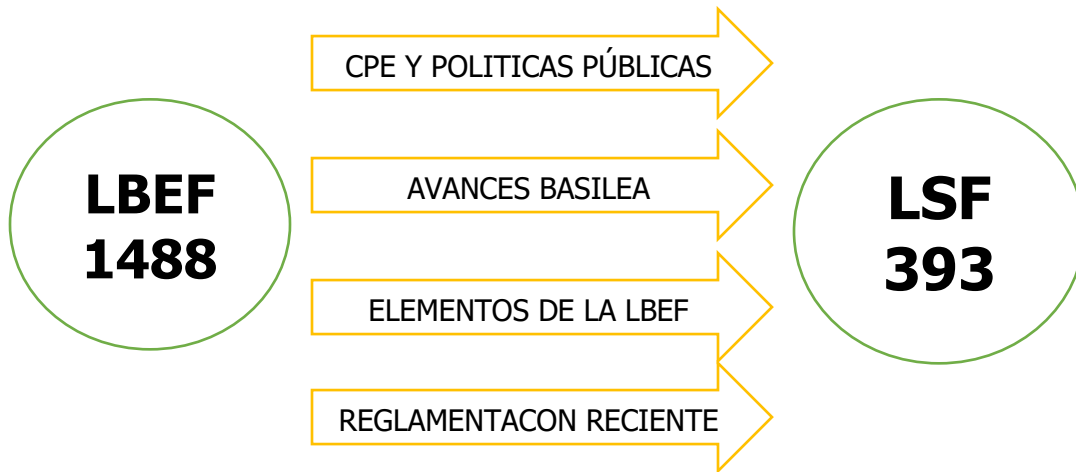 LBEF
1488
CPE Y POLITICAS PÚBLICAS
AVANCES BASILEA
ELEMENTOS DE LA LBEF
REGLAMENTACON RECIENTE
LSF
393